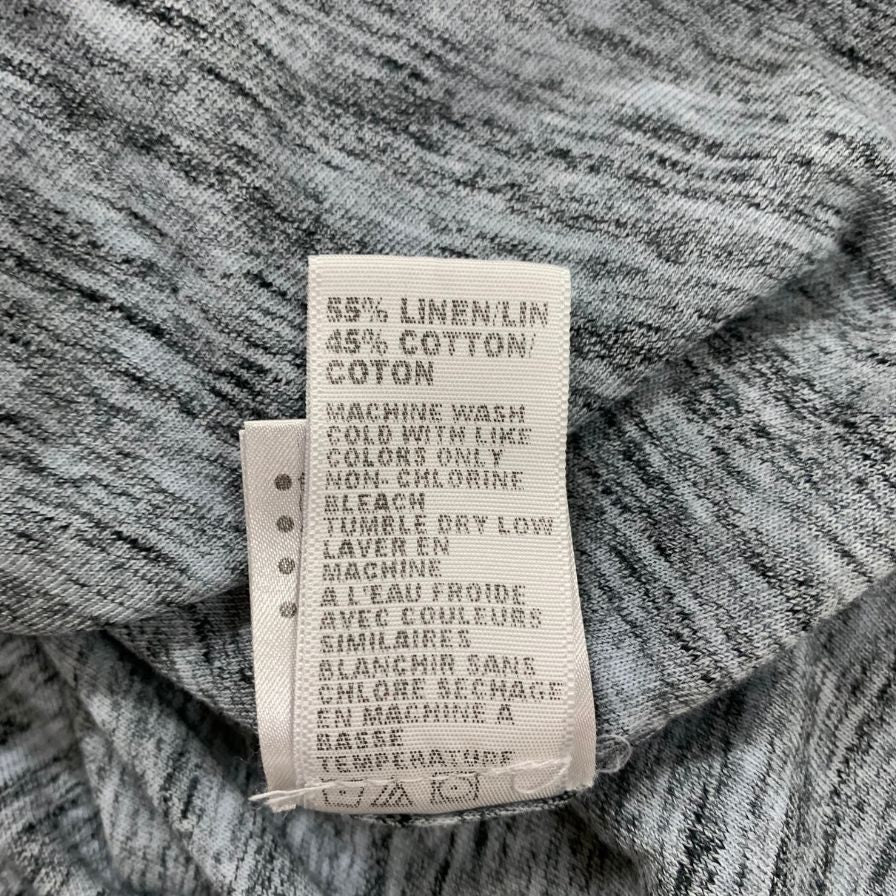 55% LINEN/LIN
45% COTTON/
COTON
MACHINE WASH
COLD WITH LIKE
COLORS ONLY
NON-CHLORINE
BLEACH
TUMBLE DRY LOW
LAVER EN
MACHINE
A L'EAU FROIDE
AVEC COULEURS
SIMILAIRES
BLANCHIR SANS
CHLORE SECHAGE
EN MACHINE A
BASSE
TEMPERATURE